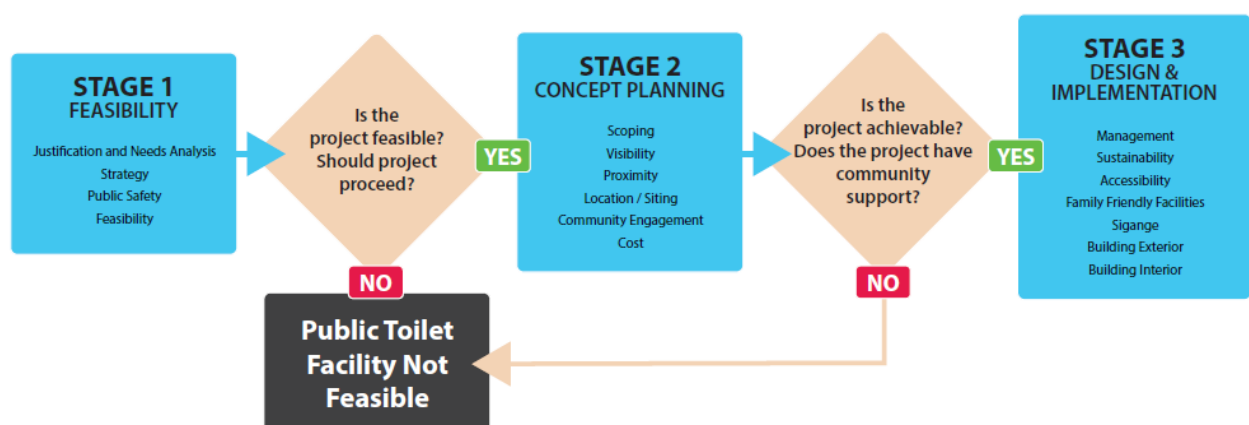 STAGE 1
FEASIBILITY
Justification and Needs Analysis
Strategy
Public Safety
Feasibility
Is the
project feasible?
Should project
proceed?
YES
NO
STAGE 2
CONCEPT PLANNING
Scoping
Visibility
Proximity
Location / Siting
Community Engagement
Cost
Is the
project achievable?
Does the project have
community
support?
YES
NO
STAGE 3
DESIGN &
IMPLEMENTATION
Management
Sustainability
Accessibility
Family Friendly Facilities
Sigange
Building Exterior
Building Interior
Public Toilet
Facility Not
Feasible